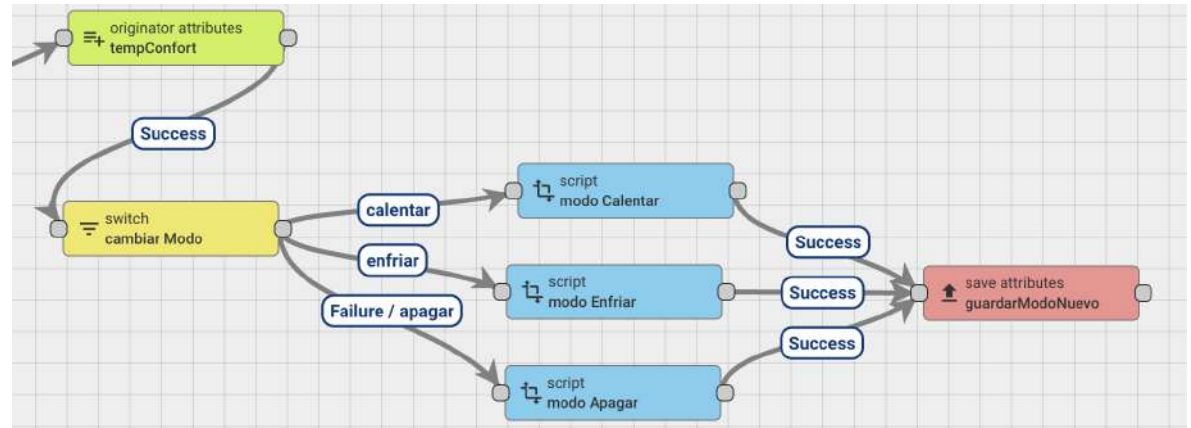 originator attributes
tempConfort
Success
switch
cambiar Modo
calentar
enfriar
Failure / apagar
script
modo Calentar
script
modo Enfriar
script
modo Apagar
Success
Success
Success
save attributes
guardarModoNuevo